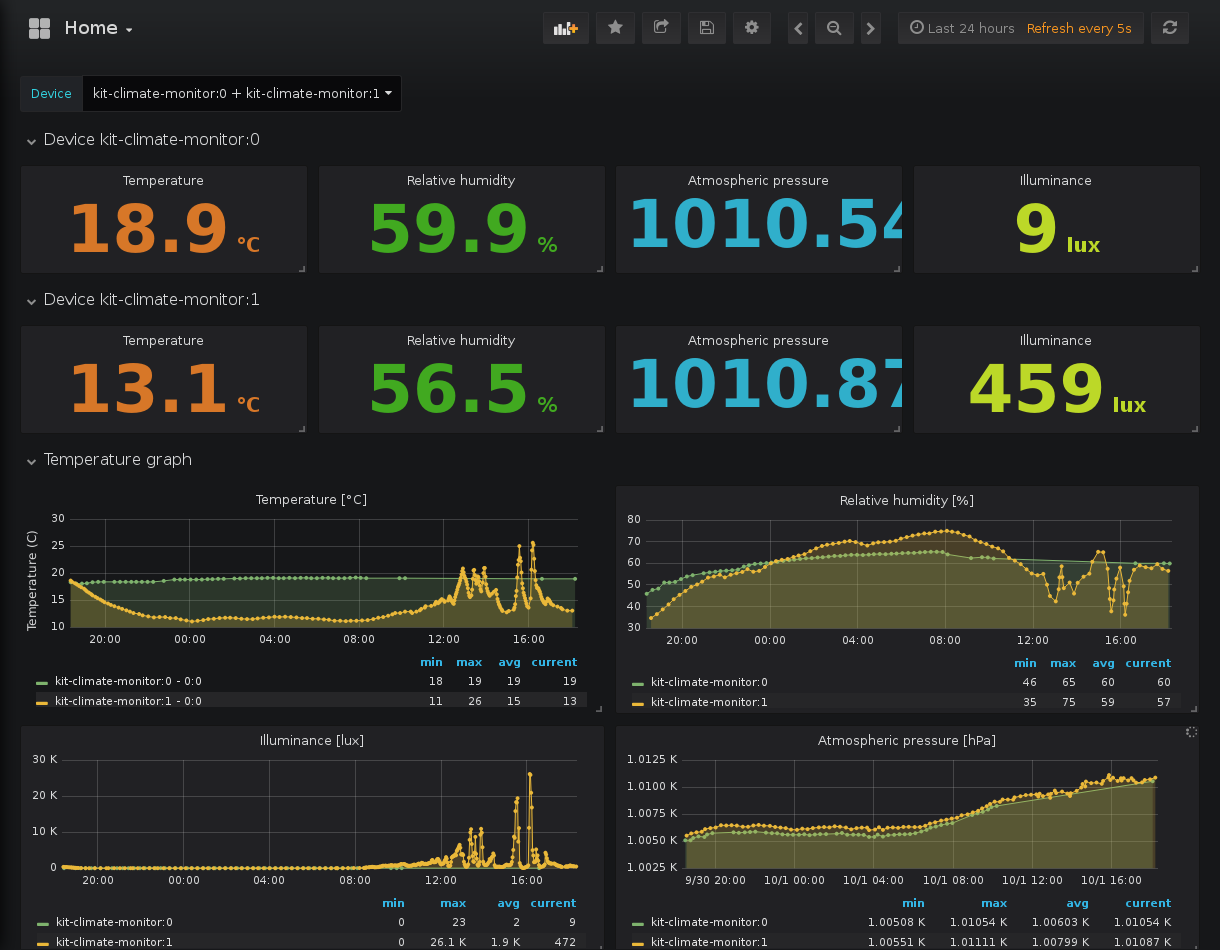 Home
Last 24 hours Refresh every 5s
Device kit-climate-monitor:0 + kit-climate-monitor:1
Device kit-climate-monitor:0
Temperature Relative humidity Atmospheric pressure Illuminance
18.9 °C 59.9 % 1010.54 9 lux
Device kit-climate-monitor:1
Temperature Relative humidity Atmospheric pressure Illuminance
13.1 °C 56.5 % 1010.87 459 lux
Temperature graph
Temperature [°C]
Temperature (C)
30
25
20
15
10
20:00 00:00 04:00 08:00 12:00 16:00
min max avg current
kit-climate-monitor:0 - 0:0 18 19 19 19
kit-climate-monitor:1 - 0:0 11 26 15 13
Relative humidity [%]
80
70
60
50
40
30
20:00 00:00 04:00 08:00 12:00 16:00
min max avg current
kit-climate-monitor:0 46 65 60 60
kit-climate-monitor:1 35 75 59 57
Illuminance [lux]
30 K
20 K
10 K
0
20:00 00:00 04:00 08:00 12:00 16:00
min max avg current
kit-climate-monitor:0 0 23 2 9
kit-climate-monitor:1 0 26.1 K 1.9 K 472
Atmospheric pressure [hPa]
1.0125 K
1.0100 K
1.0075 K
1.0050 K
1.0025 K
9/30 20:00 10/1 00:00 10/1 04:00 10/1 08:00 10/1 12:00 10/1 16:00
min max avg current
kit-climate-monitor:0 1.00508 K 1.01054 K 1.00603 K 1.01054 K
kit-climate-monitor:1 1.00551 K 1.01111 K 1.00799 K 1.01087 K